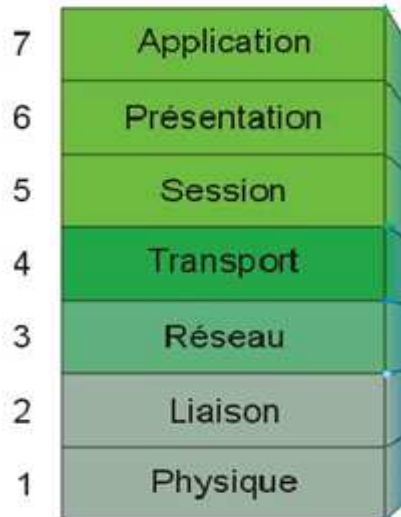 7 Application
6 Présentation
5 Session
4 Transport
3 Réseau
2 Liaison
1 Physique